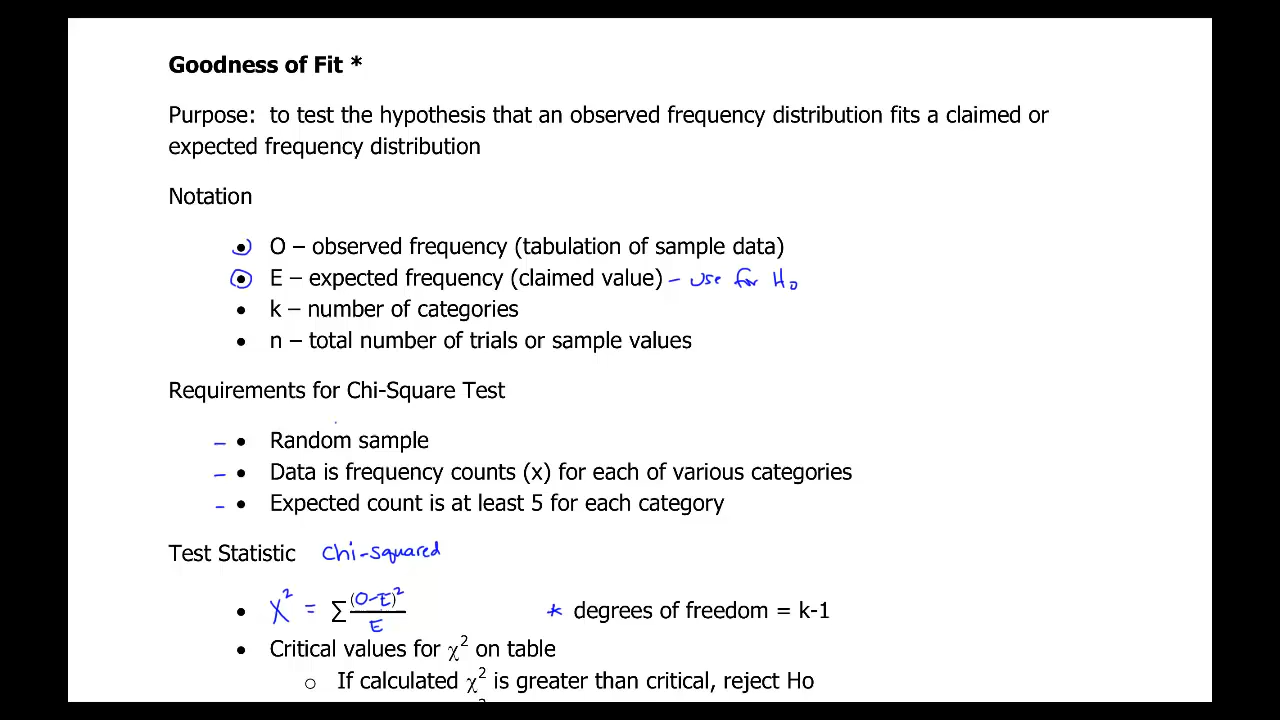 Goodness of Fit *
Purpose: to test the hypothesis that an observed frequency distribution fits a claimed or
expected frequency distribution
Notation
• O – observed frequency (tabulation of sample data)
• E – expected frequency (claimed value) – use for H₀
• k – number of categories
• n – total number of trials or sample values
Requirements for Chi-Square Test
– • Random sample
– • Data is frequency counts (x) for each of various categories
– • Expected count is at least 5 for each category
Test Statistic Chi-squared
• χ² = ∑ (O-E)²/E * degrees of freedom = k-1
• Critical values for χ² on table
o If calculated χ² is greater than critical, reject Ho